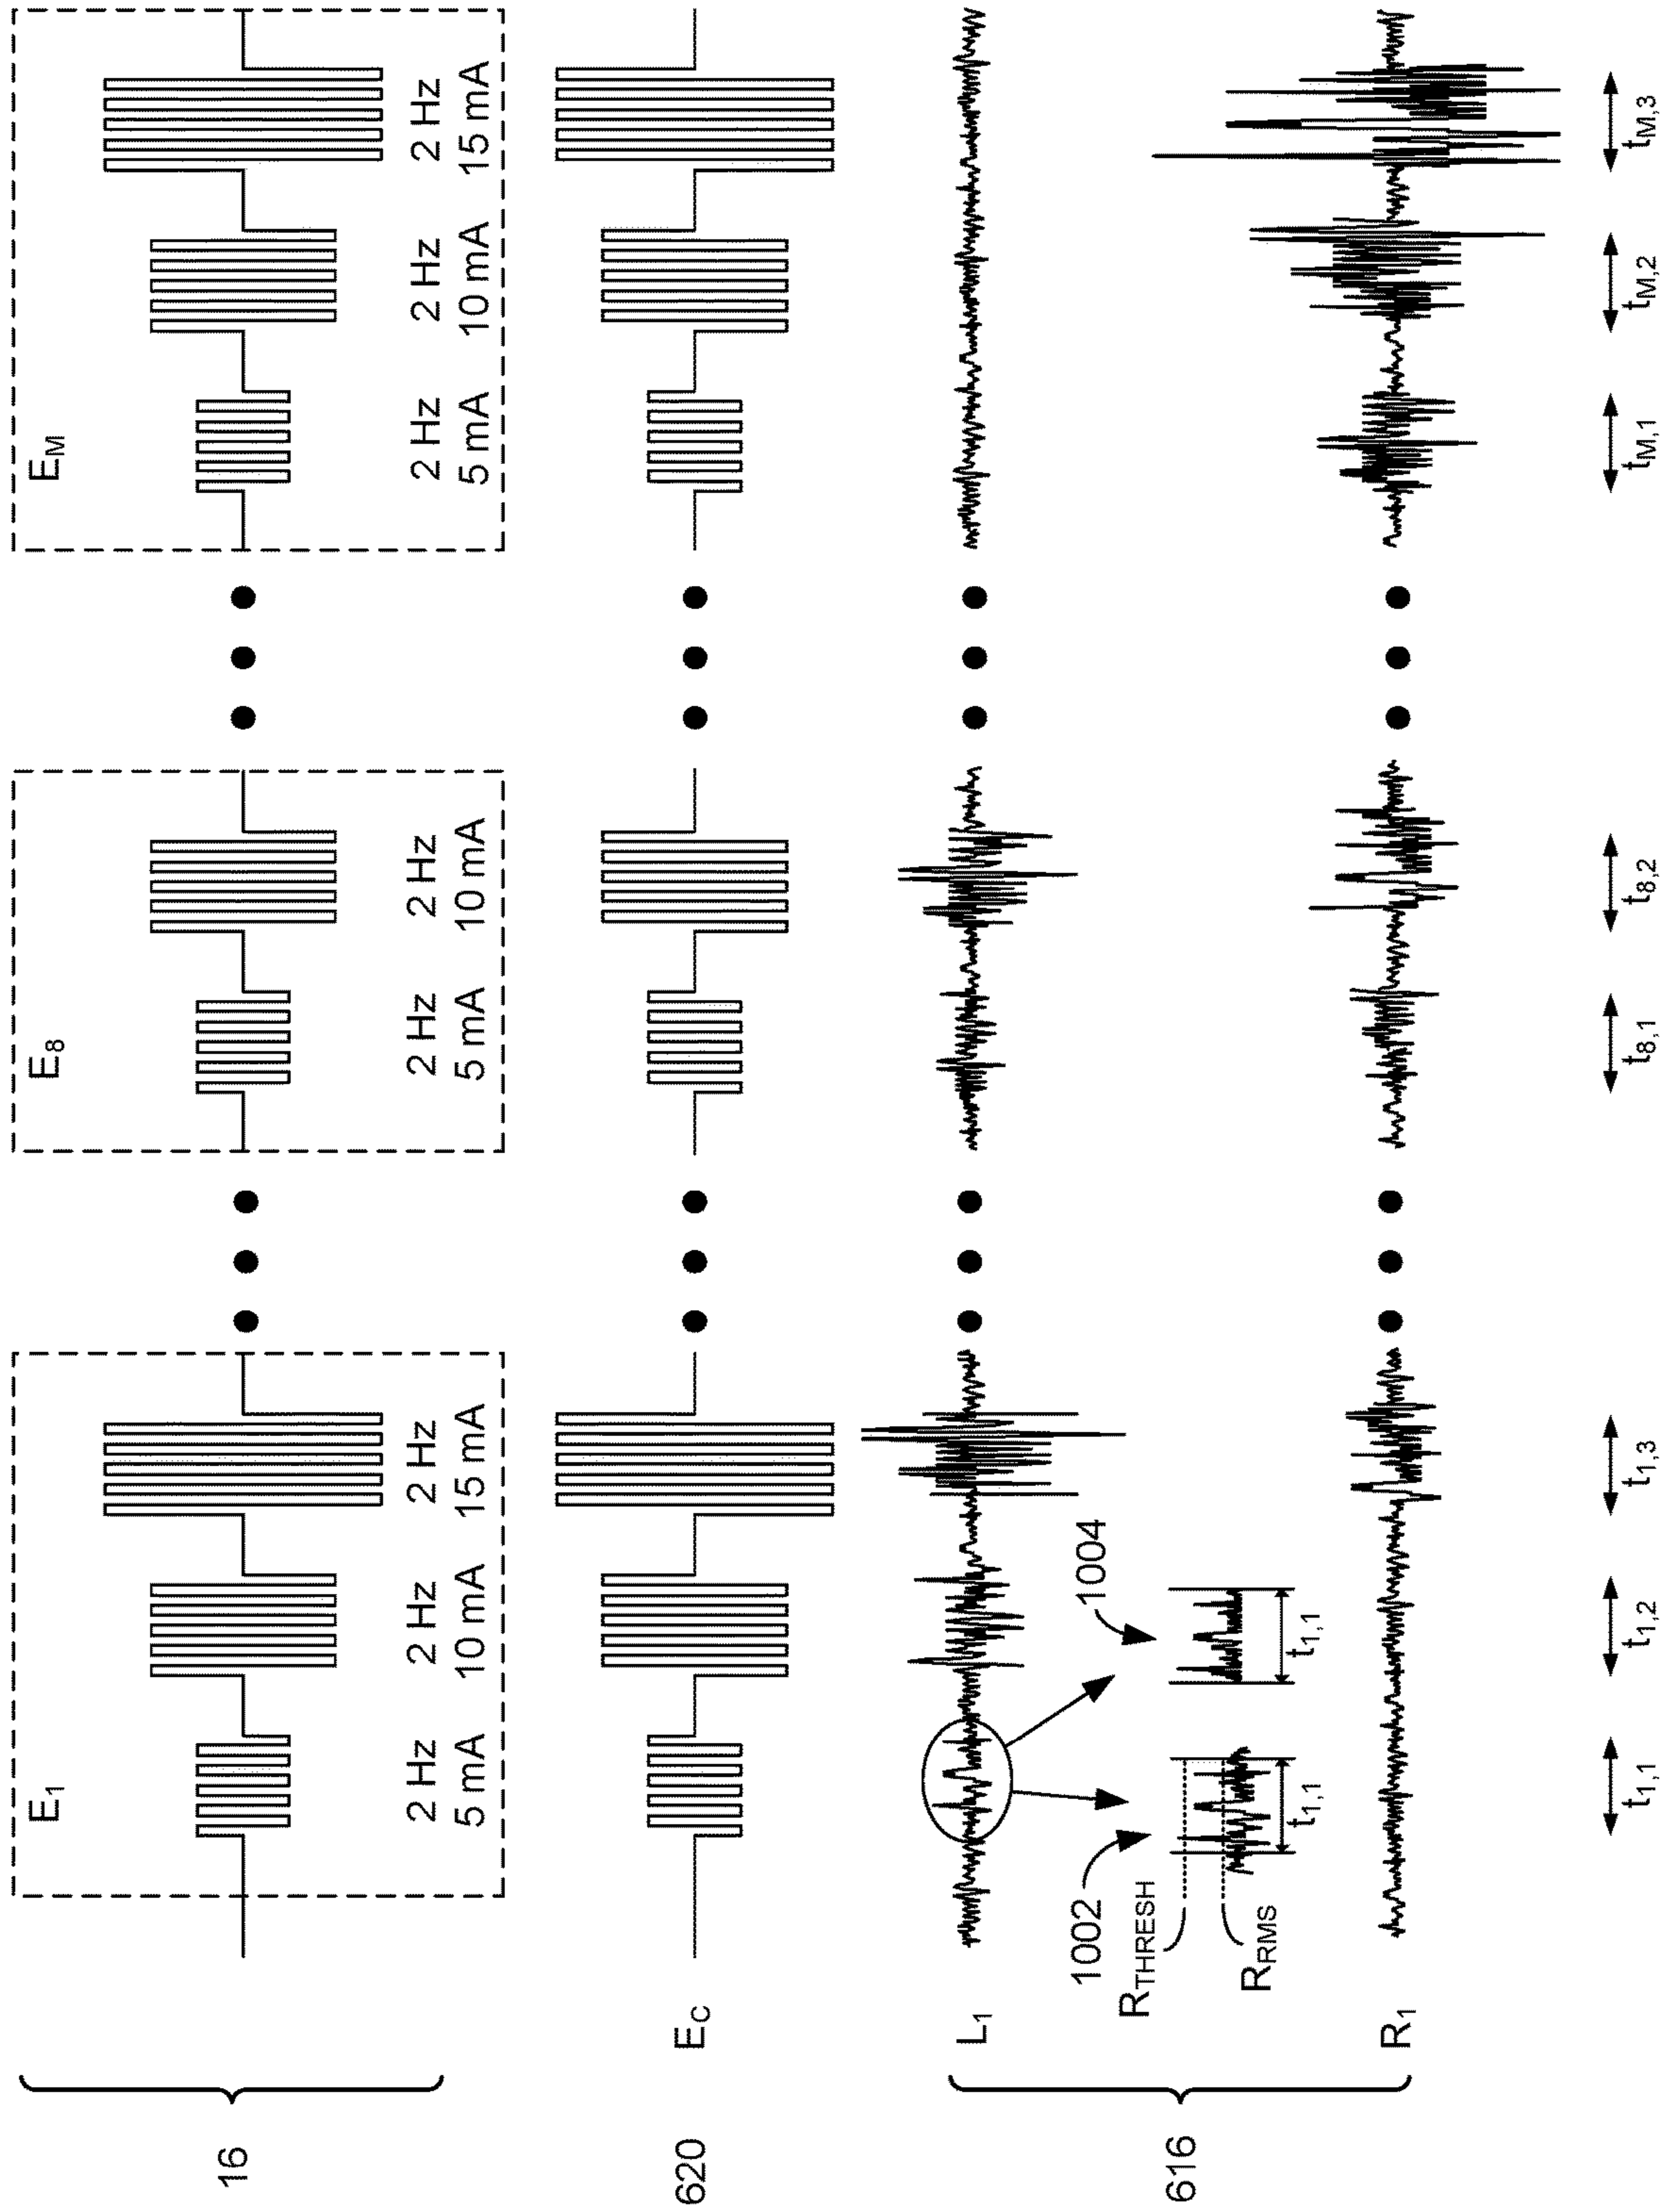 16
E1
2 Hz 2 Hz 2 Hz
5 mA 10 mA 15 mA
E8
2 Hz 2 Hz
5 mA 10 mA
EM
2 Hz 2 Hz 2 Hz
5 mA 10 mA 15 mA
620
EC
616
L1
1002
1004
RTHRESH
RRMS
t1,1
t1,1
R1
t1,1 t1,2 t1,3 t8,1 t8,2 tM,1 tM,2 tM,3